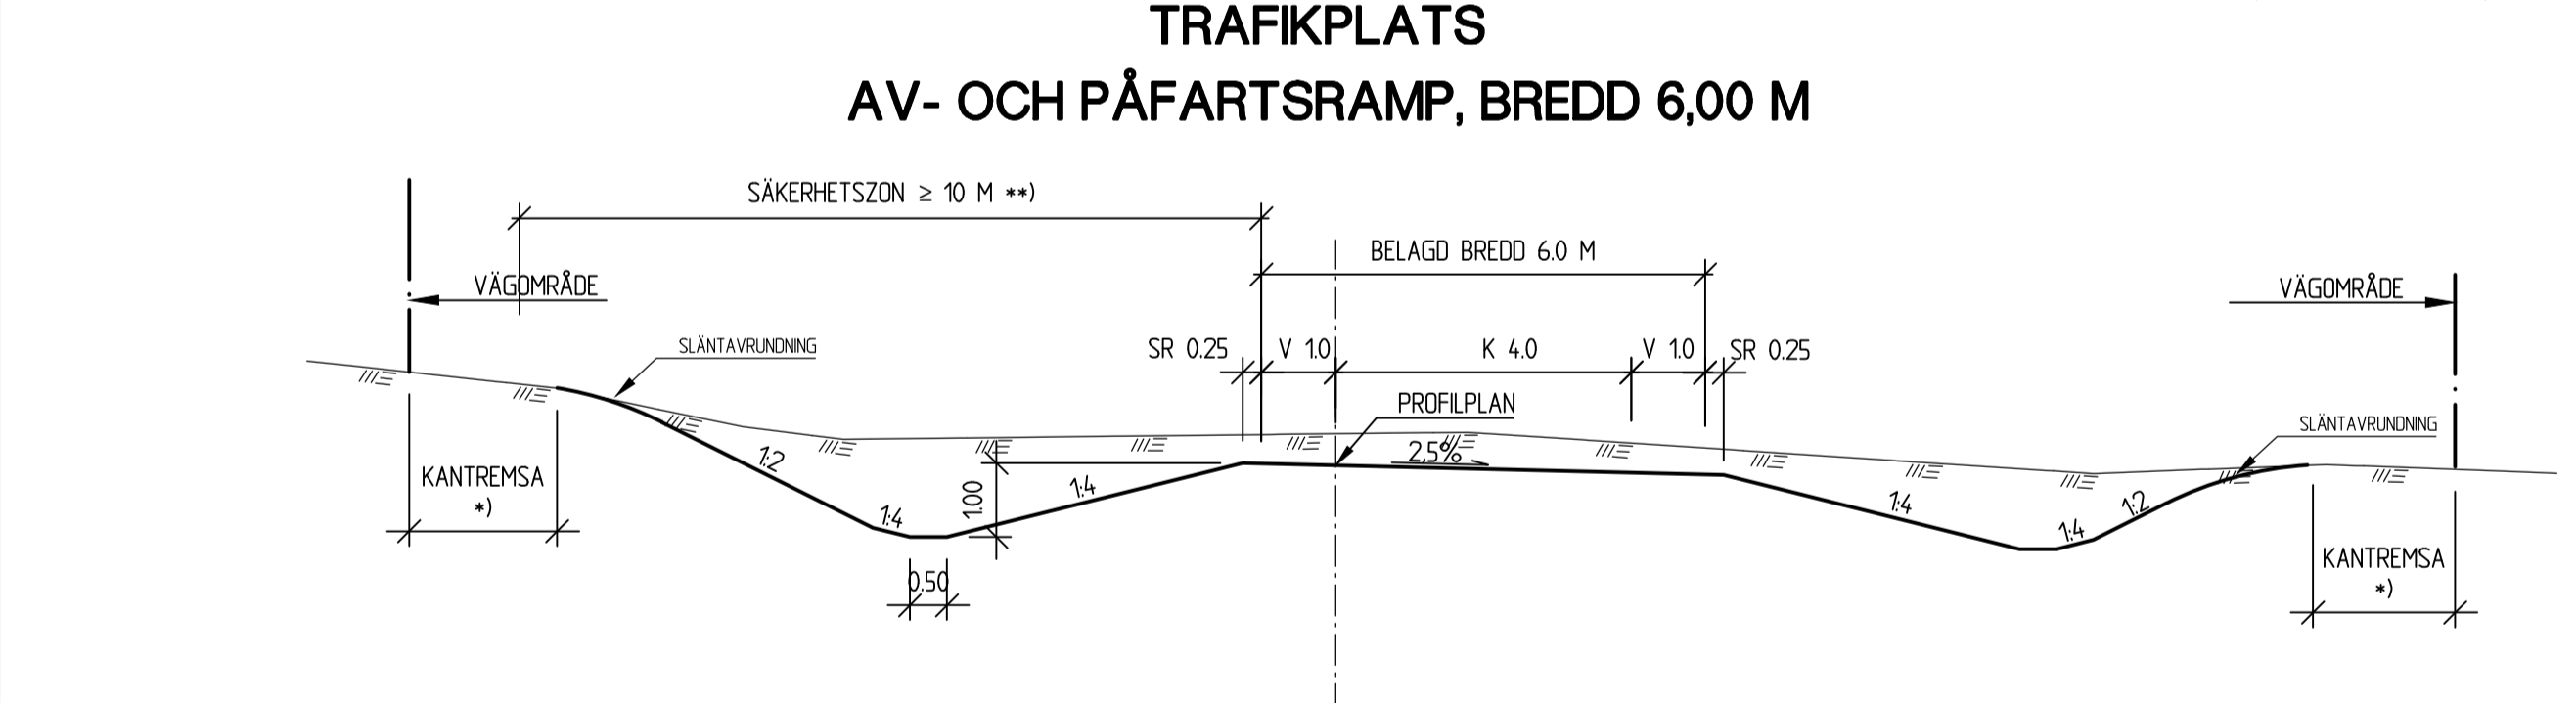 TRAFIKPLATS
AV- OCH PÅFARTSRAMP, BREDD 6,00 M
SÄKERHETSZON ≥ 10 M **)
BELAGD BREDD 6.0 M
VÄGOMRÅDE
VÄGOMRÅDE
SLÄNTAVRUNDNING
SR 0.25
V 1.0
K 4.0
V 1.0
SR 0.25
PROFILPLAN
SLÄNTAVRUNDNING
2,5%
1:2
KANTREMSA
*)
1:4
1.00
1:4
1:4
1:4
1:2
0.50
KANTREMSA
*)